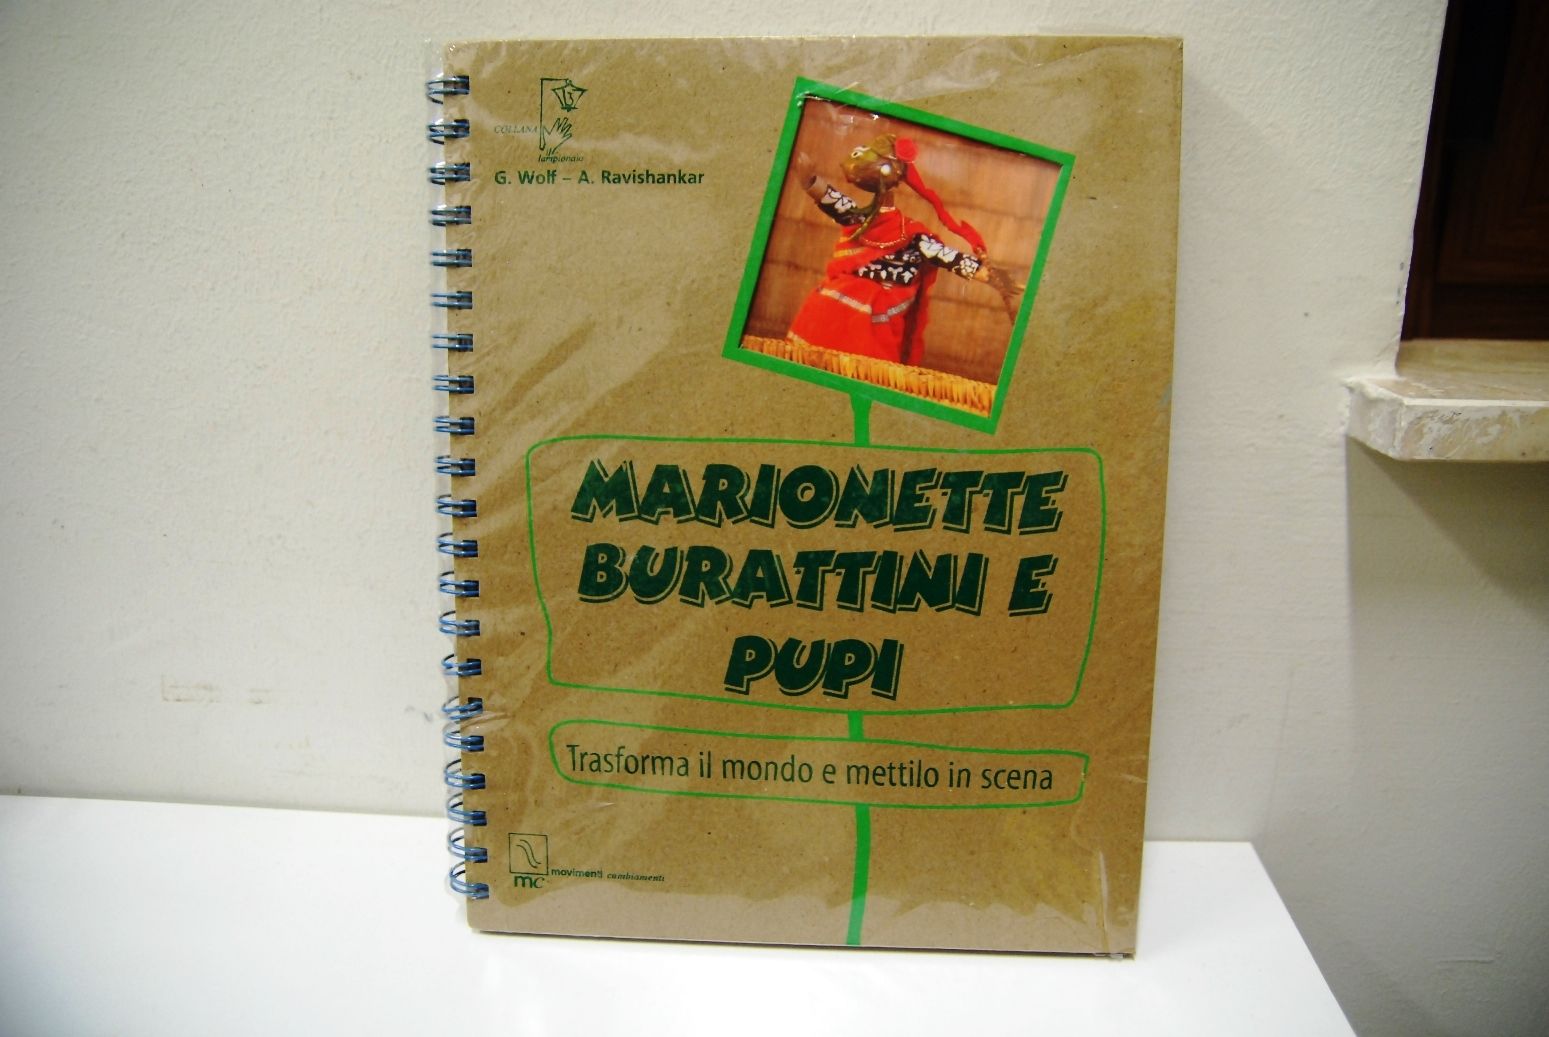 COLLANA
lampionaio
G. Wolf – A. Ravishankar
MARIONETTE
BURATTINI E
PUPI
Trasforma il mondo e mettilo in scena
mc movimenti cambiamenti